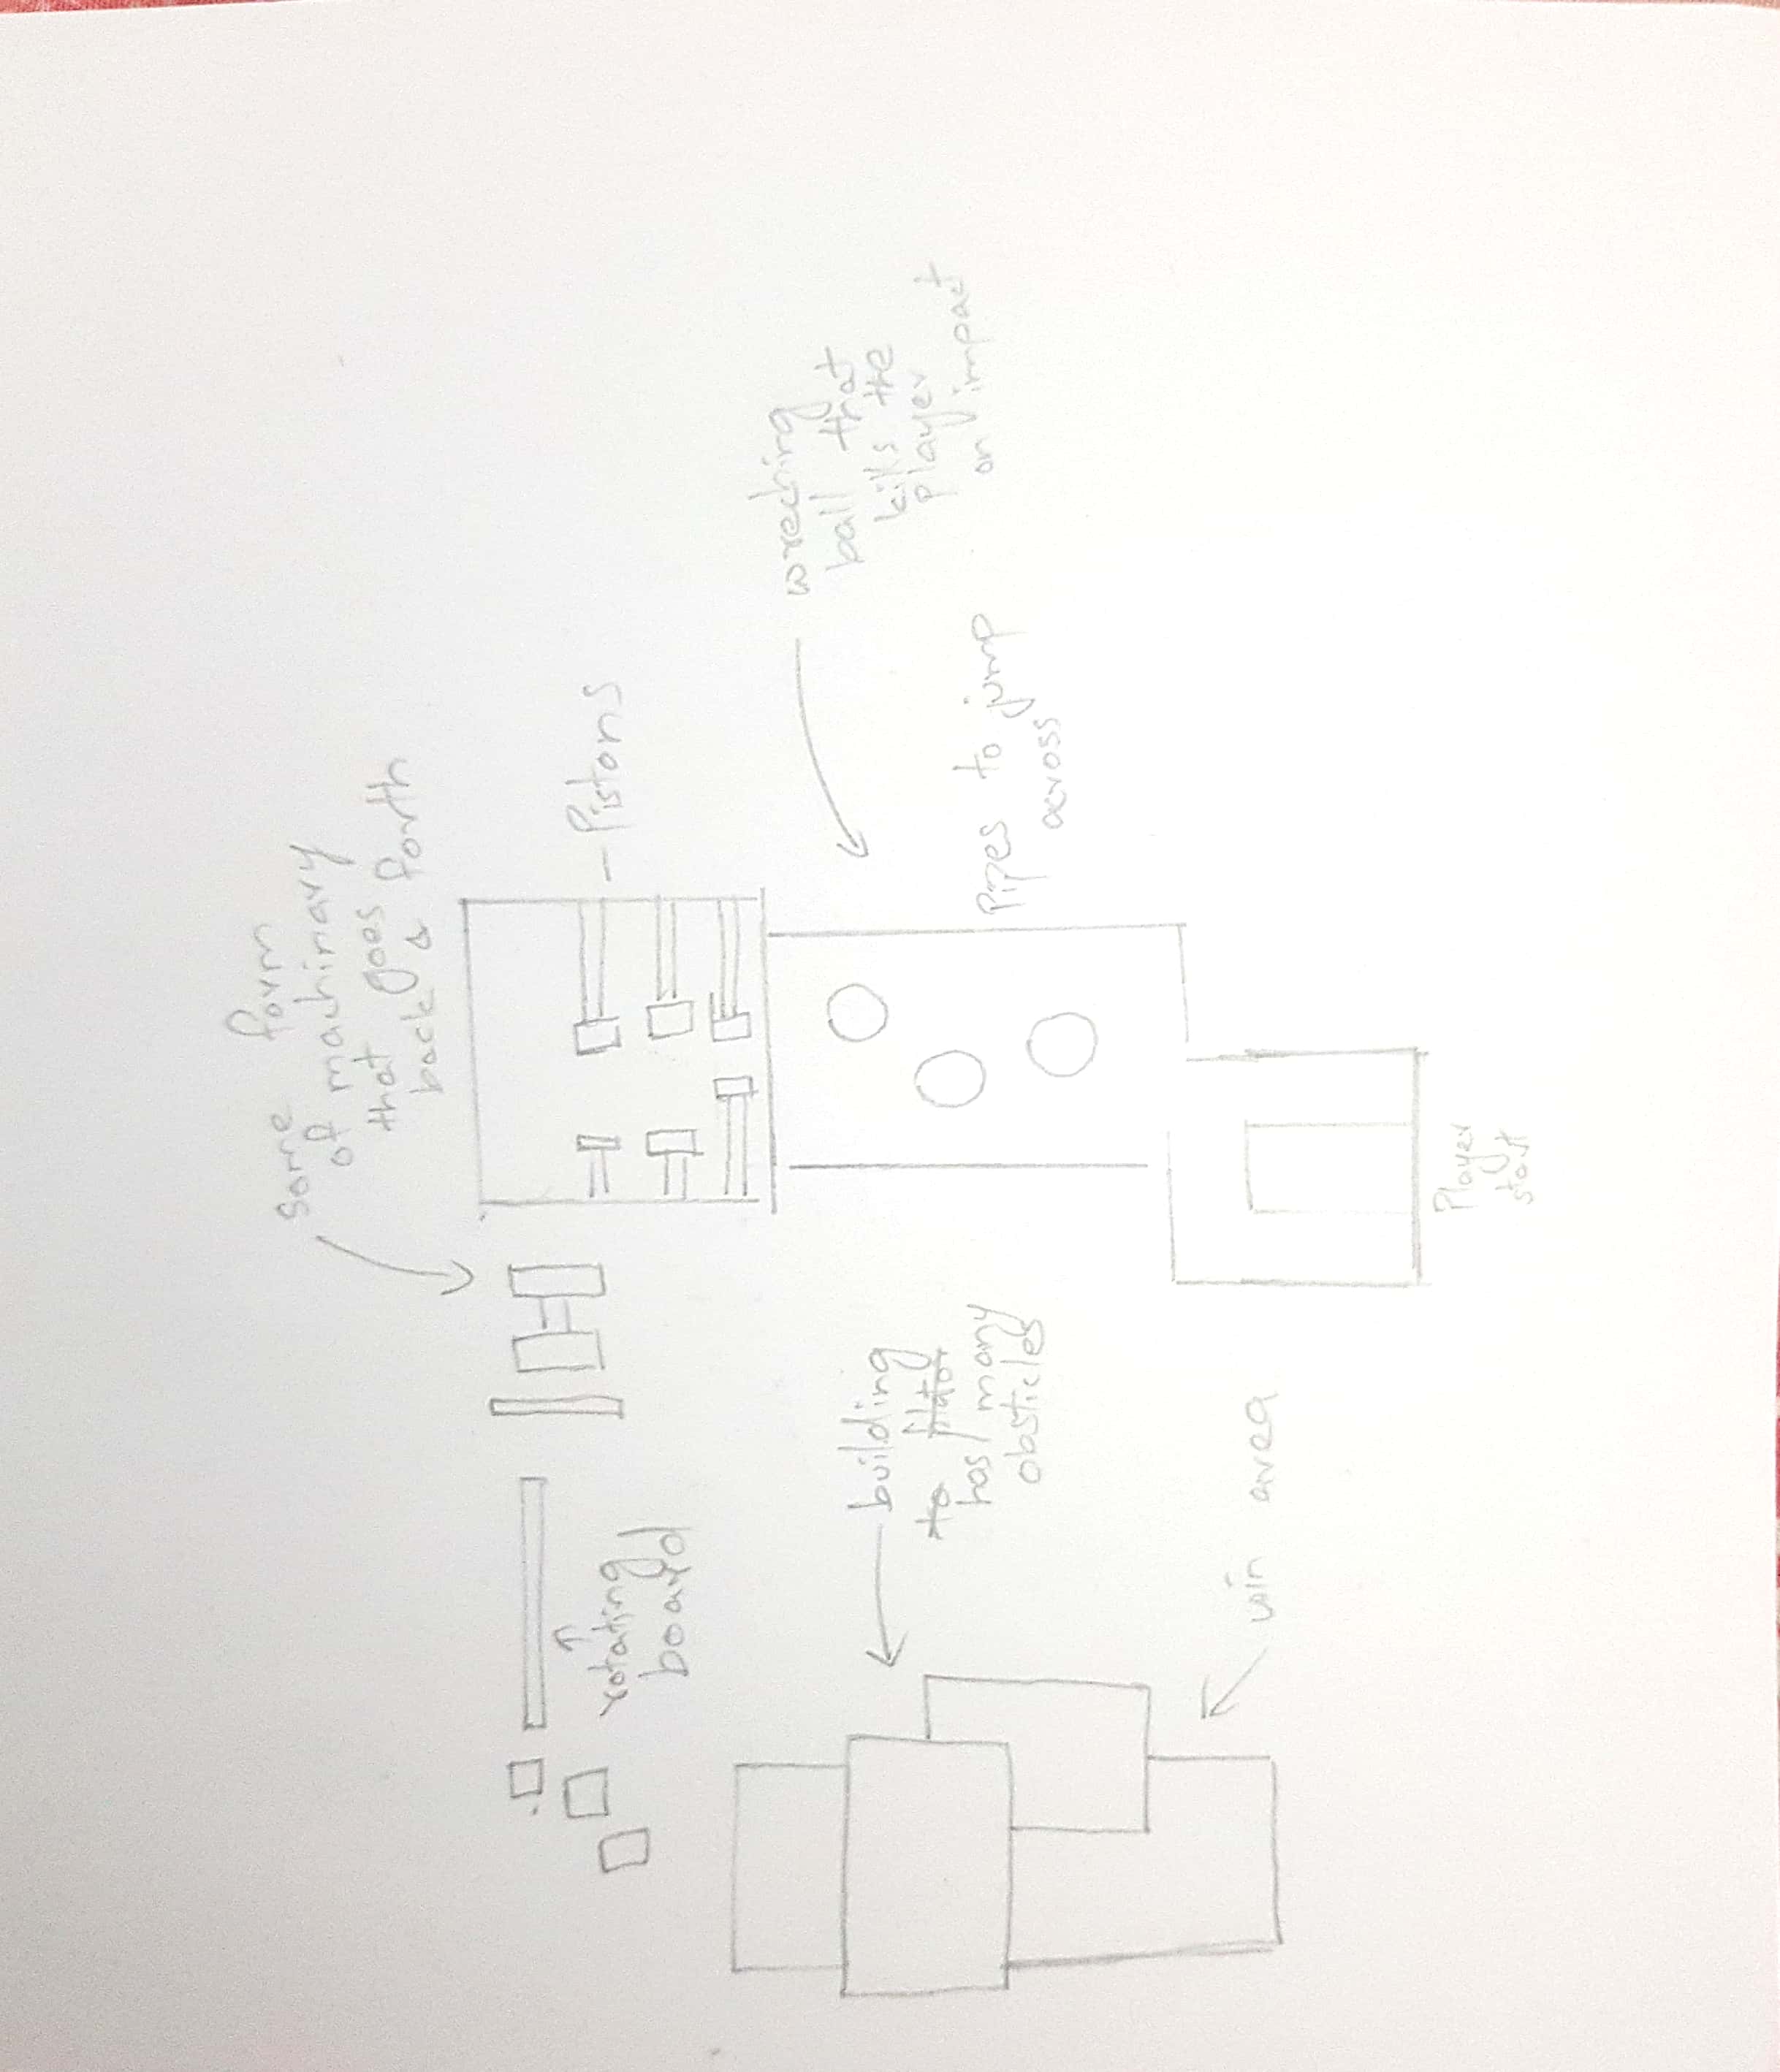 some form
of machinary
that goes
back & forth
- Pistons
wrecking
ball that
kills the
player
on impact
Pipes to jump
across
Player
start
rotating
board
building
to
has many
obsticles
win area